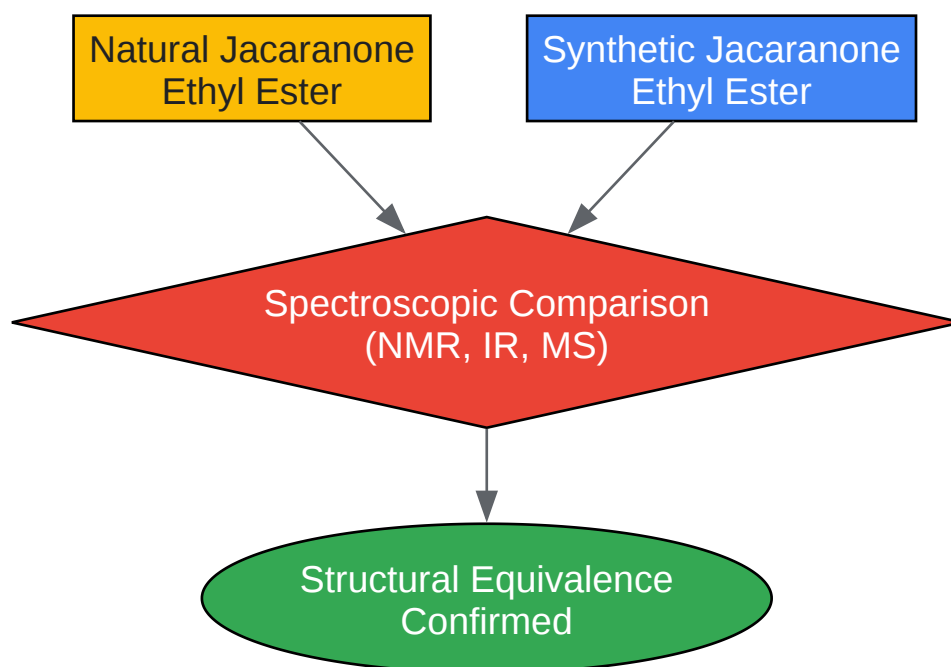 Natural Jacaranone
Ethyl Ester
Synthetic Jacaranone
Ethyl Ester
Spectroscopic Comparison
(NMR, IR, MS)
Structural Equivalence
Confirmed